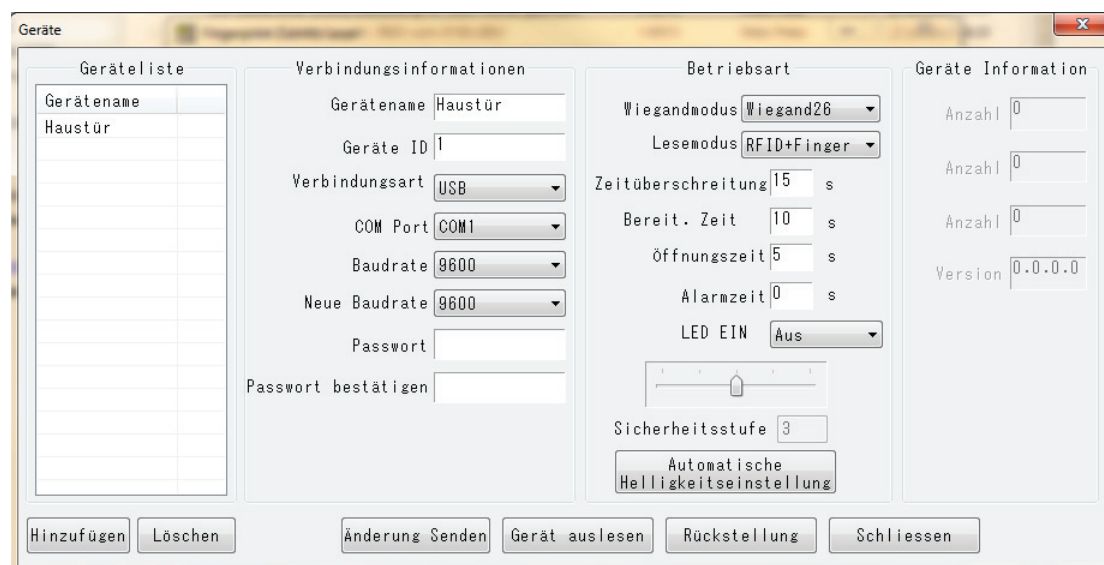 Geräte
Geräteliste
Gerätename
Haustür
Verbindungsinformationen
Gerätename Haustür
Geräte ID 1
Verbindungsart USB
COM Port COM1
Baudrate 9600
Neue Baudrate 9600
Passwort
Passwort bestätigen
Betriebsart
Wiegandmodus Wiegand26
Lesemodus RFID+Finger
Zeitüberschreitung 15 s
Bereit. Zeit 10 s
Öffnungszeit 5 s
Alarmzeit 0 s
LED EIN Aus
Sicherheitsstufe 3
Automatische
Helligkeitseinstellung
Geräte Information
Anzahl 0
Anzahl 0
Anzahl 0
Version 0.0.0.0
Hinzufügen Löschen Änderung Senden Gerät auslesen Rückstellung Schliessen